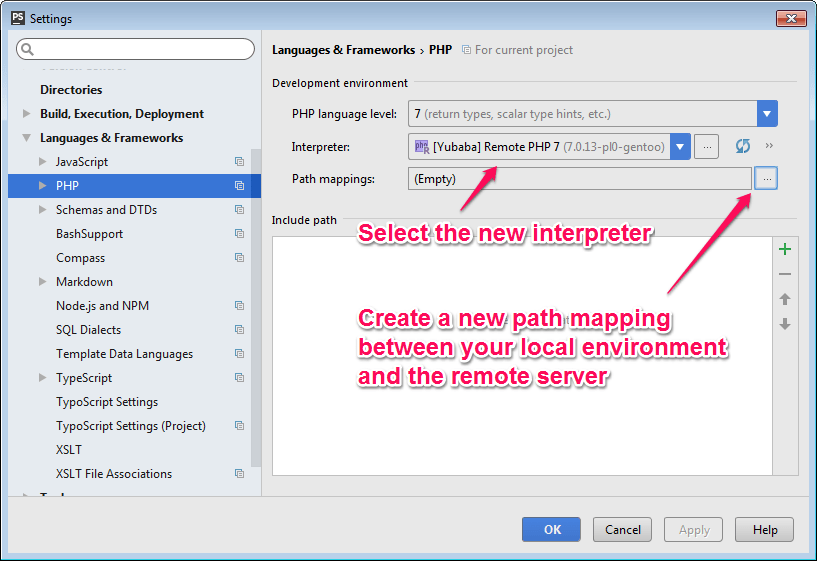 PS Settings
Languages & Frameworks › PHP For current project
Directories
Build, Execution, Deployment
Languages & Frameworks
JavaScript
PHP
Schemas and DTDs
BashSupport
Compass
Markdown
Node.js and NPM
SQL Dialects
Template Data Languages
TypeScript
TypoScript Settings
TypoScript Settings (Project)
XSLT
XSLT File Associations
Development environment
PHP language level: 7 (return types, scalar type hints, etc.)
Interpreter: php R [Yubaba] Remote PHP 7 (7.0.13-pl0-gentoo) ... »
Path mappings: (Empty) ...
Include path
Select the new interpreter
Create a new path mapping
between your local environment
and the remote server
OK Cancel Apply Help